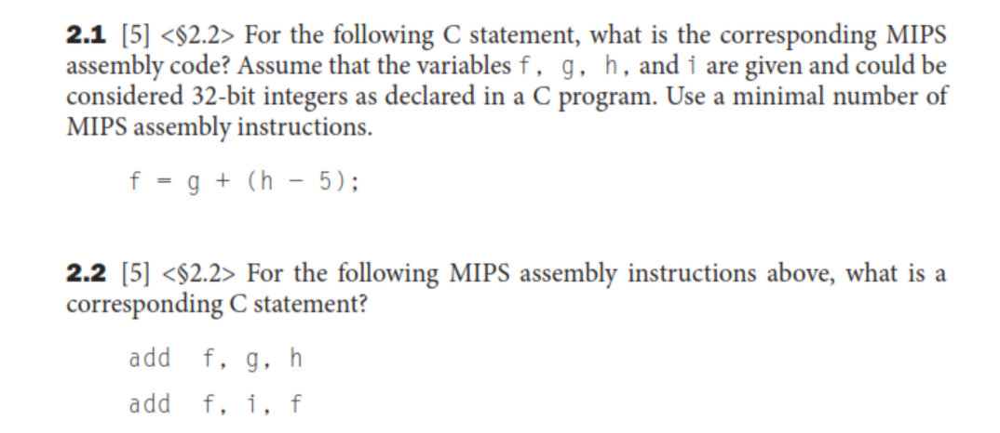 2.1 [5] <§2.2> For the following C statement, what is the corresponding MIPS
assembly code? Assume that the variables f, g, h, and i are given and could be
considered 32-bit integers as declared in a C program. Use a minimal number of
MIPS assembly instructions.
f = g + (h − 5);
2.2 [5] <§2.2> For the following MIPS assembly instructions above, what is a
corresponding C statement?
add f, g, h
add f, i, f